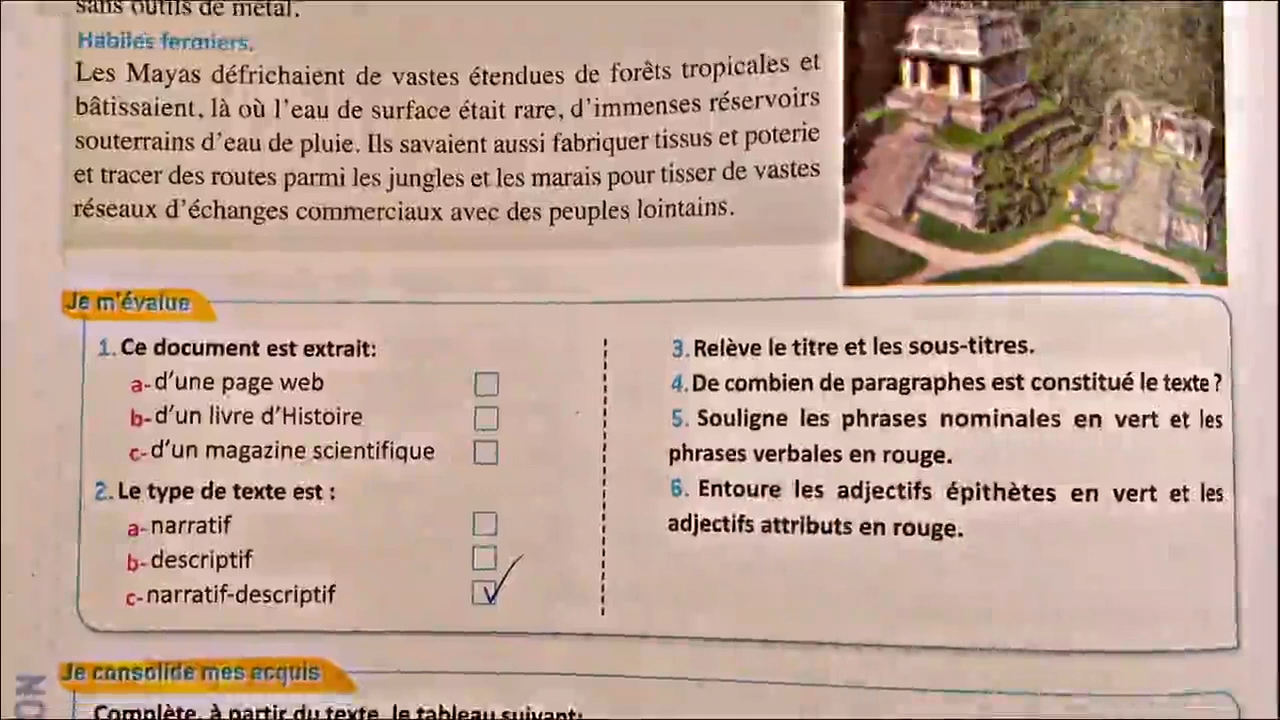 sans outils de métal.
Habiles fermiers.
Les Mayas défrichaient de vastes étendues de forêts tropicales et
bâtissaient, là où l'eau de surface était rare, d'immenses réservoirs
souterrains d'eau de pluie. Ils savaient aussi fabriquer tissus et poterie
et tracer des routes parmi les jungles et les marais pour tisser de vastes
réseaux d'échanges commerciaux avec des peuples lointains.
Je m'évalue
1. Ce document est extrait:
a- d'une page web
b- d'un livre d'Histoire
c- d'un magazine scientifique
2. Le type de texte est :
a- narratif
b- descriptif
c- narratif-descriptif
3. Relève le titre et les sous-titres.
4. De combien de paragraphes est constitué le texte ?
5. Souligne les phrases nominales en vert et les
phrases verbales en rouge.
6. Entoure les adjectifs épithètes en vert et les
adjectifs attributs en rouge.
Je consolide mes acquis
Complète, à partir du texte, le tableau suivant: